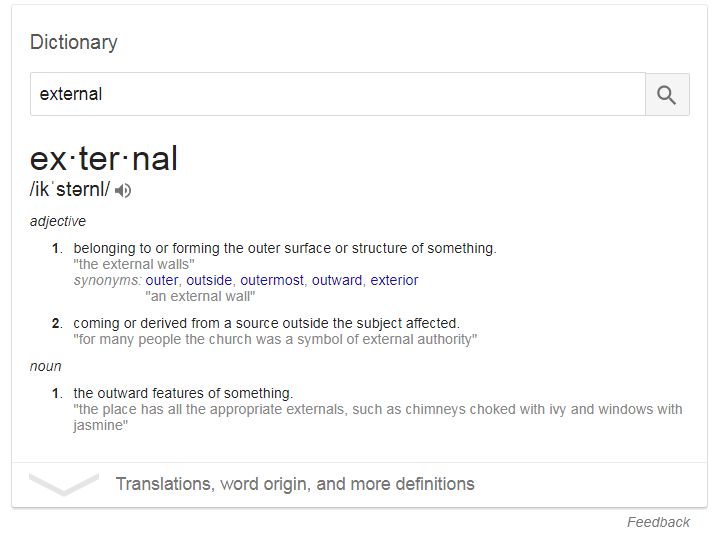 Dictionary
external
ex·ter·nal
/ikˈstərnl/
adjective
1. belonging to or forming the outer surface or structure of something.
"the external walls"
synonyms: outer, outside, outermost, outward, exterior
"an external wall"
2. coming or derived from a source outside the subject affected.
"for many people the church was a symbol of external authority"
noun
1. the outward features of something.
"the place has all the appropriate externals, such as chimneys choked with ivy and windows with
jasmine"
Translations, word origin, and more definitions
Feedback